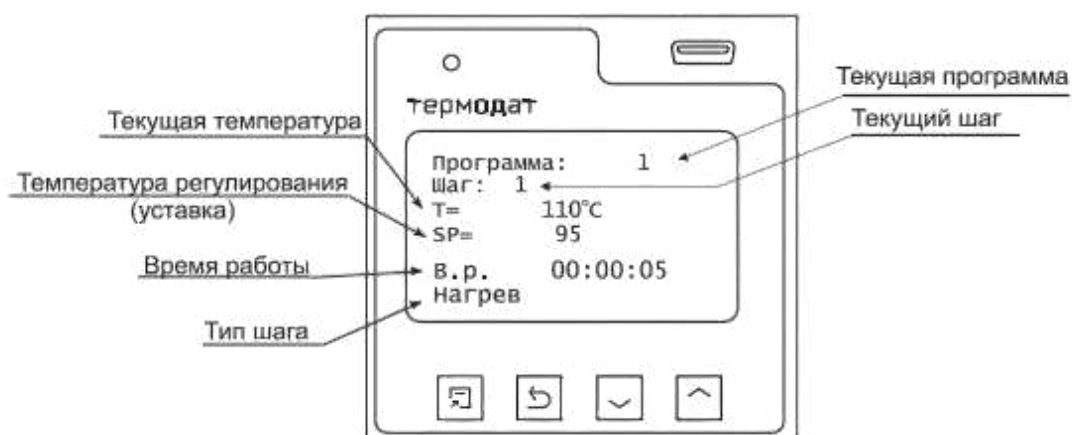 Текущая программа
Текущий шаг
Текущая температура
Температура регулирования
(уставка)
Время работы
Тип шага
термодат
Программа: 1
Шаг: 1
T= 110°C
SP= 95
В.р. 00:00:05
Нагрев